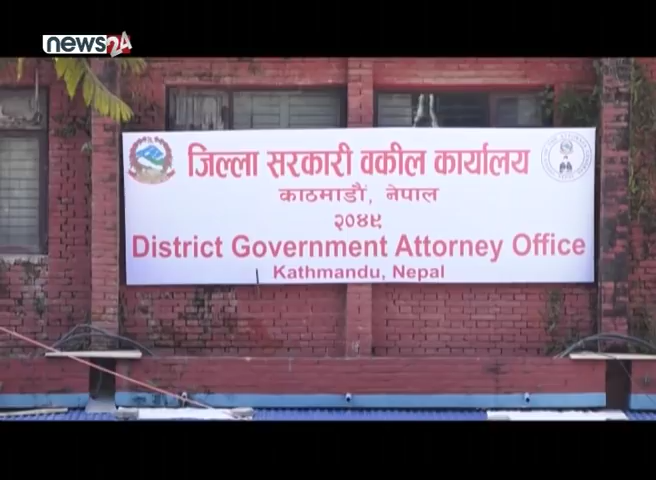 news24
जिल्ला सरकारी वकील कार्यालय
काठमाडौं, नेपाल
२०४९
District Government Attorney Office
Kathmandu, Nepal